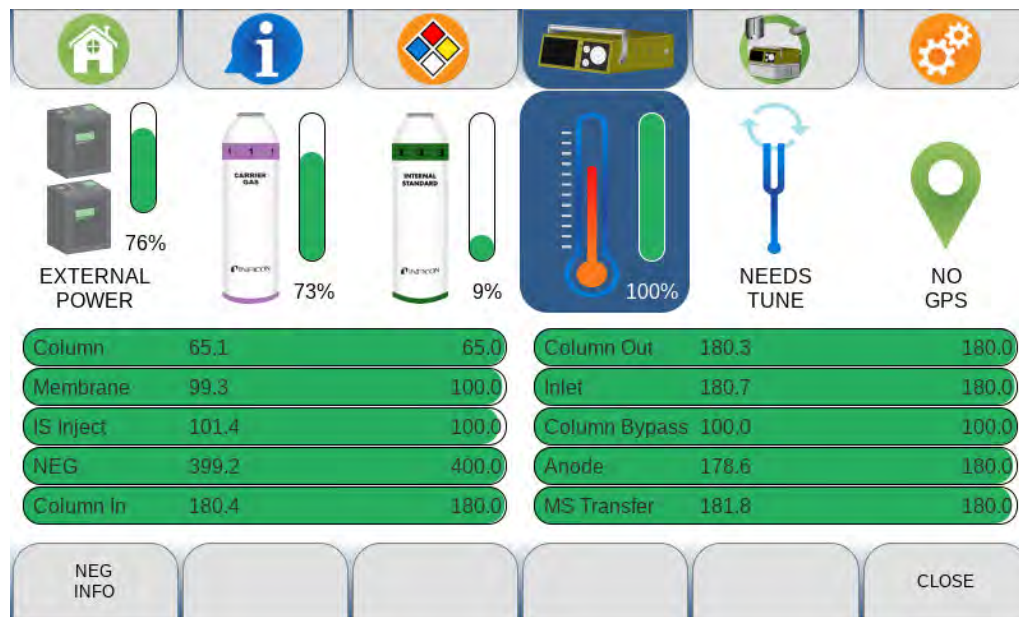 CARRIER
GAS
INTERNAL
STANDARD
INFICON
INFICON
76%
73%
9%
100%
EXTERNAL
POWER
NEEDS
TUNE
NO
GPS
Column 65.1 65.0
Column Out 180.3 180.0
Membrane 99.3 100.0
Inlet 180.7 180.0
IS Inject 101.4 100.0
Column Bypass 100.0 100.0
NEG 399.2 400.0
Anode 178.6 180.0
Column In 180.4 180.0
MS Transfer 181.8 180.0
NEG
INFO
CLOSE